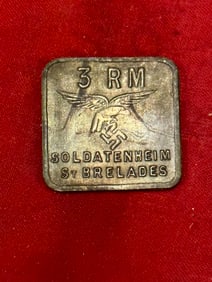 3 RM
SOLDATENHEIM
ST BRELADES